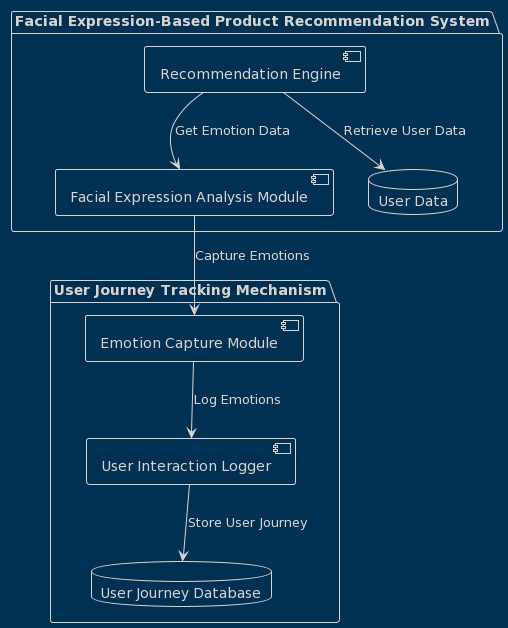 Facial Expression-Based Product Recommendation System
Recommendation Engine
Get Emotion Data
Retrieve User Data
Facial Expression Analysis Module
User Data
Capture Emotions
User Journey Tracking Mechanism
Emotion Capture Module
Log Emotions
User Interaction Logger
Store User Journey
User Journey Database